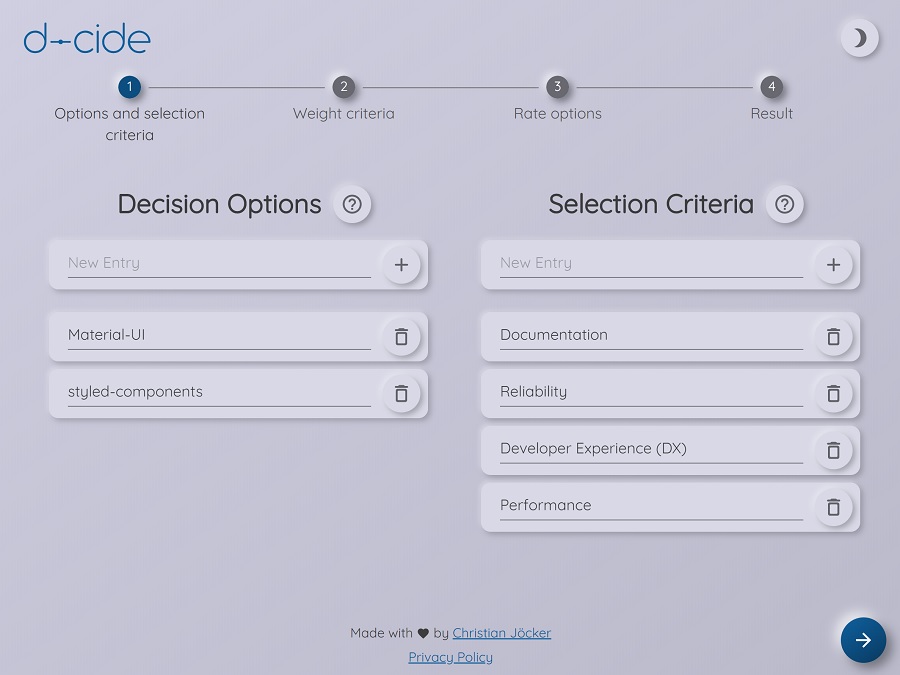 d-cide
1
2
3
4
Options and selection
criteria
Weight criteria
Rate options
Result
Decision Options
Selection Criteria
New Entry
New Entry
Material-UI
Documentation
styled-components
Reliability
Developer Experience (DX)
Performance
Made with ♥ by Christian Jöcker
Privacy Policy